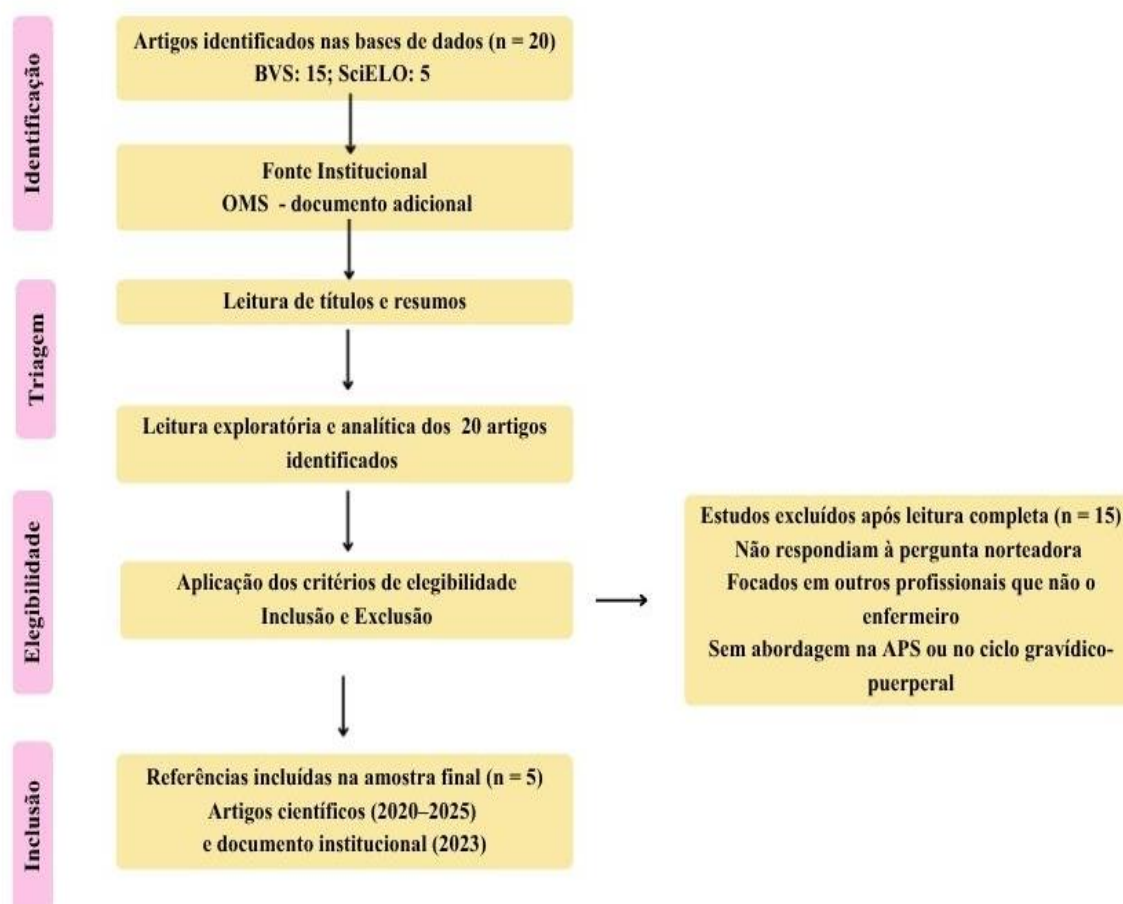 Identificação
Artigos identificados nas bases de dados (n = 20)
BVS: 15; SciELO: 5
Fonte Institucional
OMS - documento adicional
Triagem
Leitura de títulos e resumos
Leitura exploratória e analítica dos 20 artigos
identificados
Elegibilidade
Aplicação dos critérios de elegibilidade
Inclusão e Exclusão
Estudos excluídos após leitura completa (n = 15)
Não respondiam à pergunta norteadora
Focados em outros profissionais que não o
enfermeiro
Sem abordagem na APS ou no ciclo gravídico-
puerperal
Inclusão
Referências incluídas na amostra final (n = 5)
Artigos científicos (2020–2025)
e documento institucional (2023)